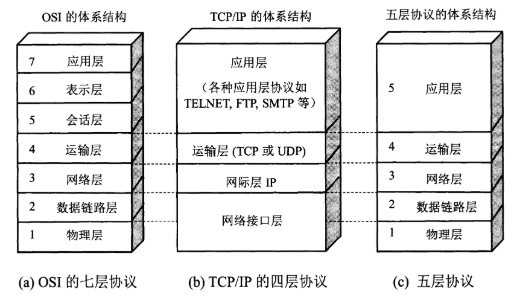 OSI 的体系结构
7 应用层
6 表示层
5 会话层
4 运输层
3 网络层
2 数据链路层
1 物理层
(a) OSI 的七层协议
TCP/IP 的体系结构
应用层
（各种应用层协议如
TELNET, FTP, SMTP 等）
运输层 (TCP 或 UDP)
网际层 IP
网络接口层
(b) TCP/IP 的四层协议
五层协议的体系结构
5 应用层
4 运输层
3 网络层
2 数据链路层
1 物理层
(c) 五层协议